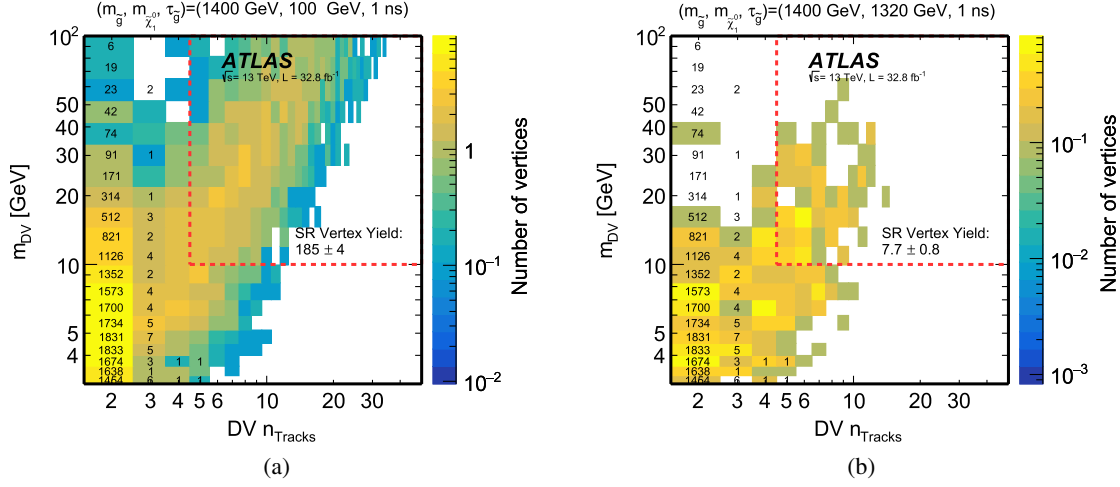 (m_g̃, m_χ̃₁⁰, τ_g̃)=(1400 GeV, 100 GeV, 1 ns)
10²
50
40
30
20
10
5
4
m_DV [GeV]
6
19
23 2
42
74
91 1
171
314 1
512 3
821 2
1126 4
1352 2
1573 4
1700 4
1734 5
1831 7
1833 5
1674 3 1 1
1638 1
1464 6 1 1
ATLAS
√s= 13 TeV, L = 32.8 fb⁻¹
SR Vertex Yield:
185 ± 4
2 3 4 5 6 10 20 30
DV n_Tracks
1
10⁻¹
10⁻²
Number of vertices
(a)
(m_g̃, m_χ̃₁⁰, τ_g̃)=(1400 GeV, 1320 GeV, 1 ns)
10²
50
40
30
20
10
5
4
m_DV [GeV]
6
19
23 2
42
74
91 1
171
314 1
512 3
821 2
1126 4
1352 2
1573 4
1700 4
1734 5
1831 7
1833 5
1674 3 1 1
1638 1
1464 6 1 1
ATLAS
√s= 13 TeV, L = 32.8 fb⁻¹
SR Vertex Yield:
7.7 ± 0.8
2 3 4 5 6 10 20 30
DV n_Tracks
10⁻¹
10⁻²
10⁻³
Number of vertices
(b)